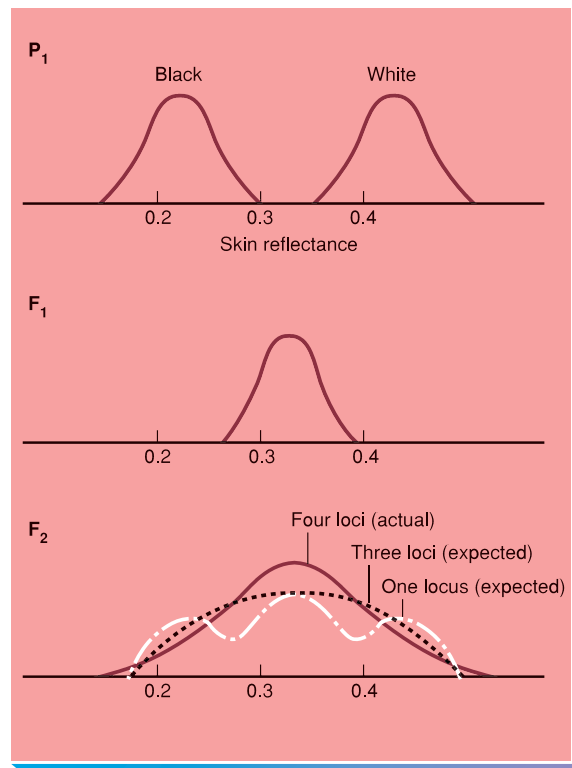 P1
Black White
0.2 0.3 0.4
Skin reflectance
F1
0.2 0.3 0.4
F2
Four loci (actual)
Three loci (expected)
One locus (expected)
0.2 0.3 0.4